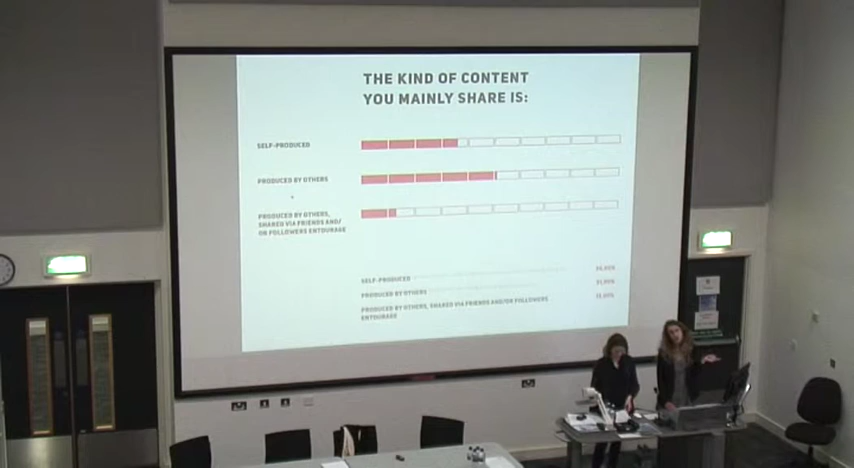 THE KIND OF CONTENT
YOU MAINLY SHARE IS:
SELF-PRODUCED
PRODUCED BY OTHERS
PRODUCED BY OTHERS,
SHARED VIA FRIENDS AND/
OR FOLLOWERS ENTOURAGE
SELF-PRODUCED
PRODUCED BY OTHERS
PRODUCED BY OTHERS, SHARED VIA FRIENDS AND/OR FOLLOWERS
ENTOURAGE